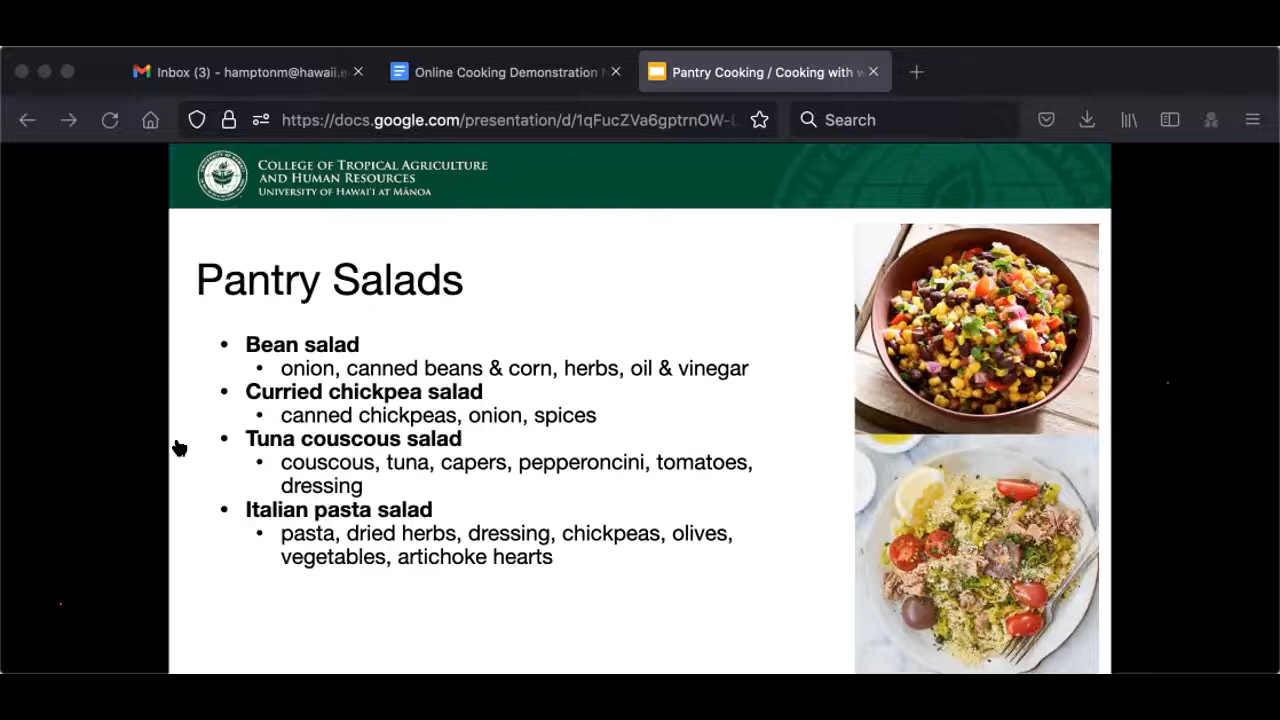 Inbox (3) - hamptonm@hawaii.e
Online Cooking Demonstration
Pantry Cooking / Cooking with w
https://docs.google.com/presentation/d/1qFucZVa6gptrnOW-L
Search
COLLEGE OF TROPICAL AGRICULTURE
AND HUMAN RESOURCES
UNIVERSITY OF HAWAI'I AT MĀNOA
Pantry Salads
• Bean salad
• onion, canned beans & corn, herbs, oil & vinegar
• Curried chickpea salad
• canned chickpeas, onion, spices
• Tuna couscous salad
• couscous, tuna, capers, pepperoncini, tomatoes,
dressing
• Italian pasta salad
• pasta, dried herbs, dressing, chickpeas, olives,
vegetables, artichoke hearts